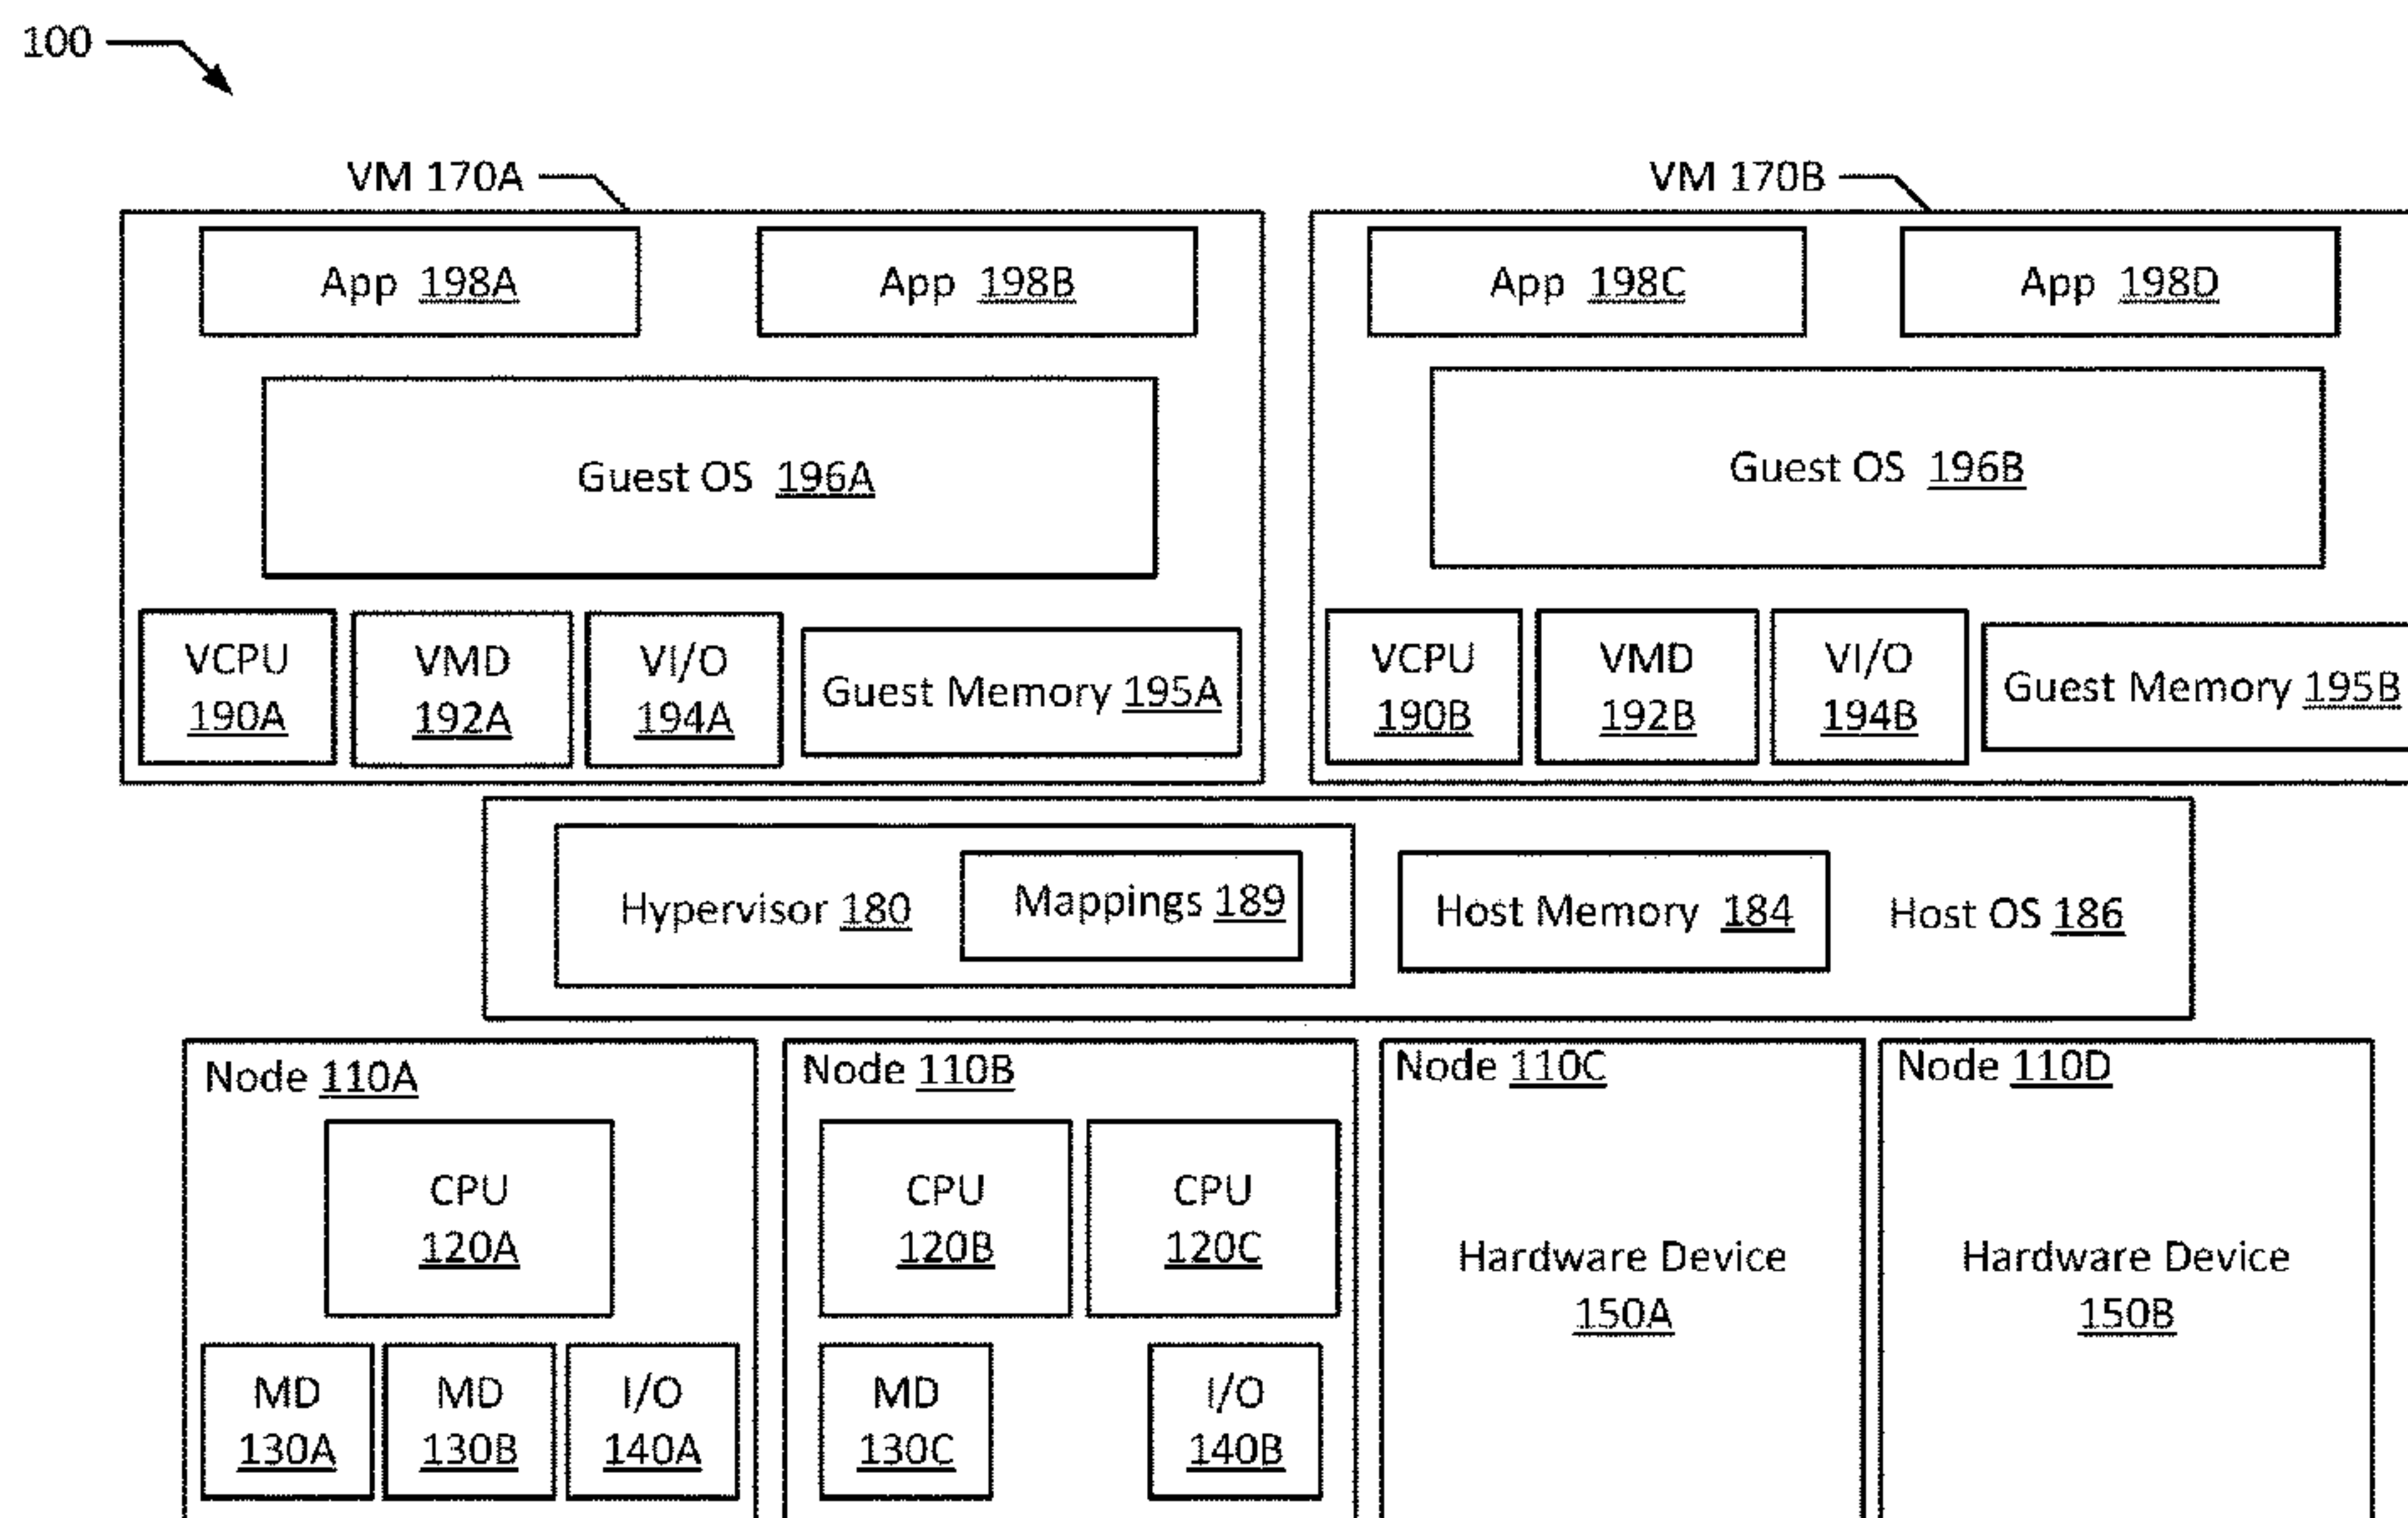 100
VM 170A
VM 170B
App 198A
App 198B
App 198C
App 198D
Guest OS 196A
Guest OS 196B
VCPU
190A
VMD
192A
VI/O
194A
Guest Memory 195A
VCPU
190B
VMD
192B
VI/O
194B
Guest Memory 195B
Hypervisor 180
Mappings 189
Host Memory 184
Host OS 186
Node 110A
CPU
120A
MD
130A
MD
130B
I/O
140A
Node 110B
CPU
120B
CPU
120C
MD
130C
I/O
140B
Node 110C
Hardware Device
150A
Node 110D
Hardware Device
150B